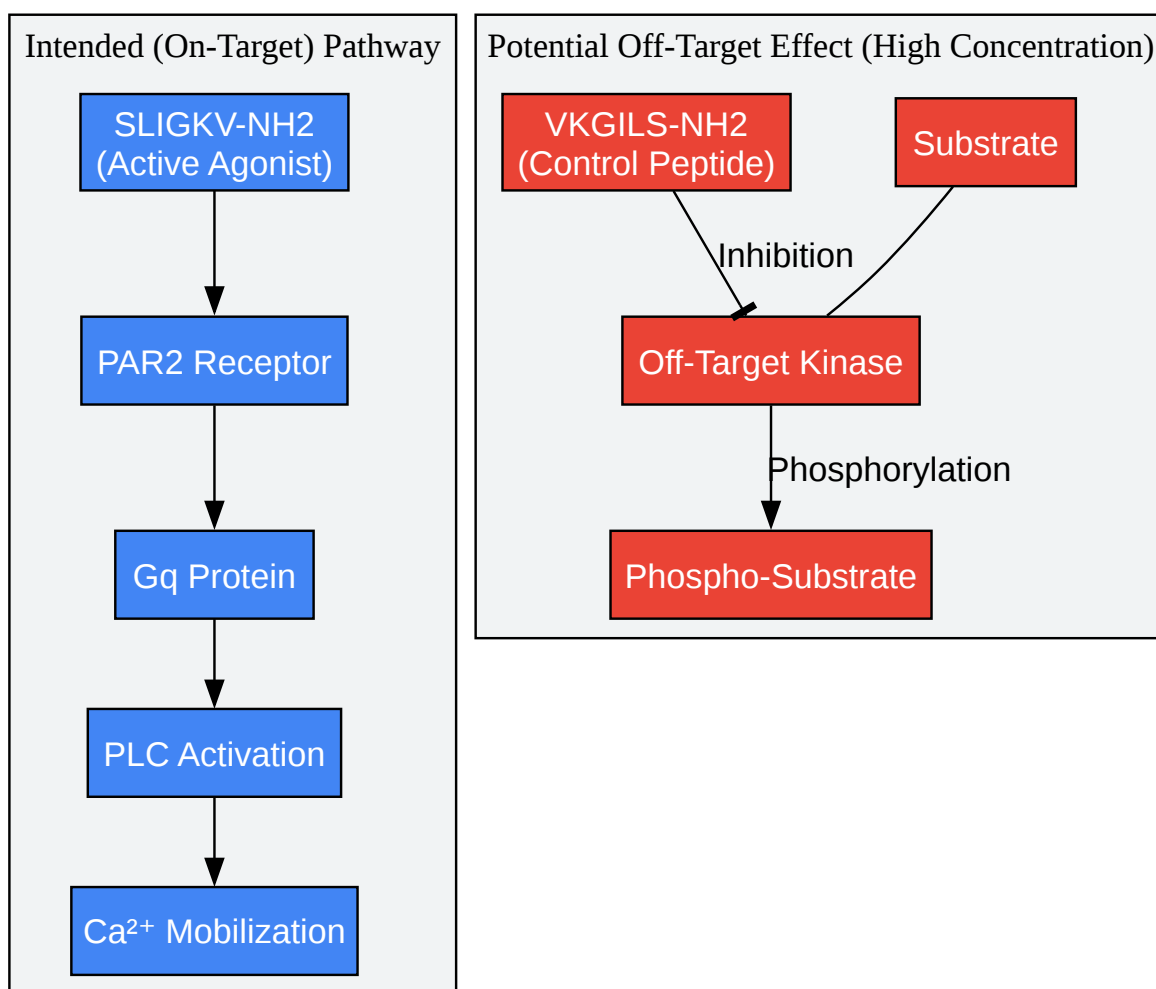 Intended (On-Target) Pathway
SLIGKV-NH2
(Active Agonist)
PAR2 Receptor
Gq Protein
PLC Activation
Ca²⁺ Mobilization
Potential Off-Target Effect (High Concentration)
VKGILS-NH2
(Control Peptide)
Substrate
Inhibition
Off-Target Kinase
Phosphorylation
Phospho-Substrate